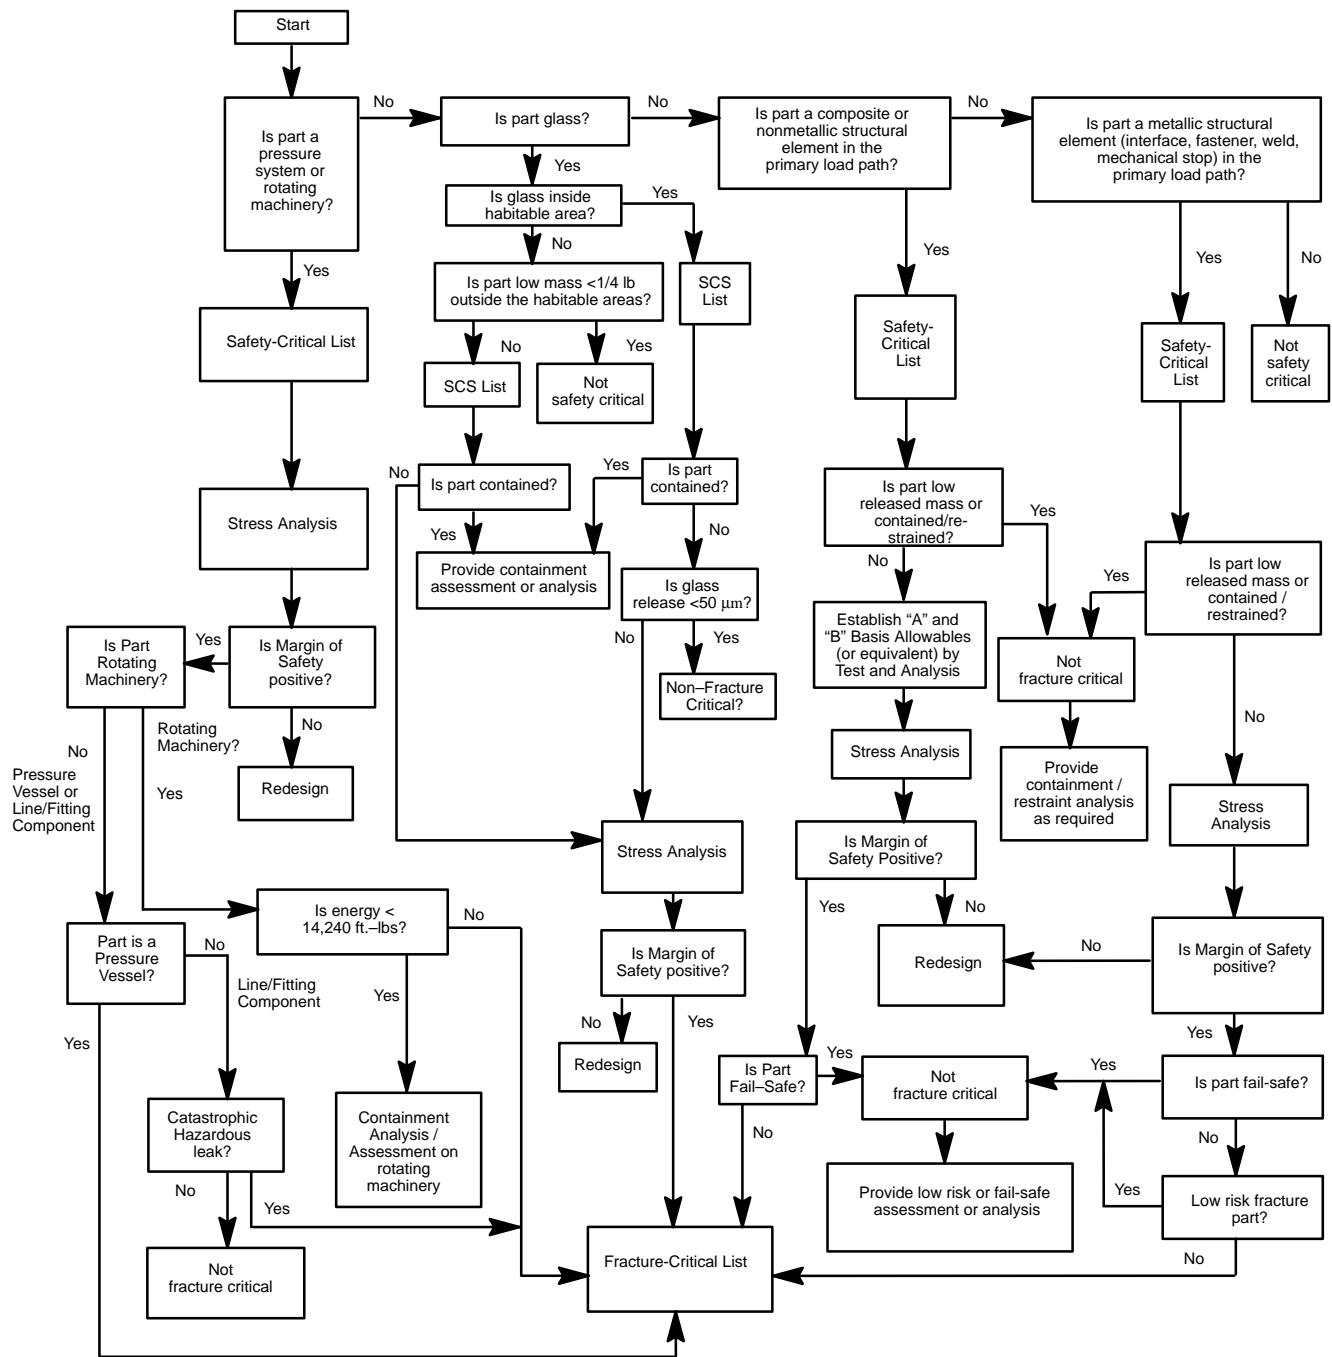 Start
Is part a
pressure
system or
rotating
machinery?
No
Is part glass?
No
Is part a composite or
nonmetallic structural
element in the
primary load path?
No
Is part a metallic structural
element (interface, fastener, weld,
mechanical stop) in the
primary load path?
Yes
Is glass inside
habitable area?
Yes
No
Is part low mass <1/4 lb
outside the habitable areas?
SCS
List
Yes
Safety-Critical List
No
SCS List
Yes
Not
safety critical
Yes
Safety-
Critical
List
Yes
Safety-
Critical
List
No
Not
safety
critical
No
Is part contained?
Yes
Is part
contained?
Is part low
released mass or
contained/re-
strained?
Yes
Stress Analysis
Yes
Provide containment
assessment or analysis
No
Is glass
release <50 μm?
No
Yes
Non–Fracture
Critical?
No
Establish “A” and
“B” Basis Allowables
(or equivalent) by
Test and Analysis
Yes
Is part low
released mass or
contained /
restrained?
Not
fracture critical
No
Is Part
Rotating
Machinery?
Yes
Is Margin of
Safety
positive?
No
Redesign
No
Pressure
Vessel or
Line/Fitting
Component
Rotating
Machinery?
Yes
Stress Analysis
Provide
containment /
restraint analysis
as required
Stress
Analysis
Stress Analysis
Is Margin of
Safety Positive?
Yes
No
Redesign
No
Is Margin of Safety
positive?
Is energy <
14,240 ft.–lbs?
No
Part is a
Pressure
Vessel?
No
Line/Fitting
Component
Yes
Yes
Is Margin of
Safety positive?
No
Redesign
Yes
Is Part
Fail–Safe?
Yes
No
Not
fracture critical
Yes
Yes
Is part fail-safe?
No
Catastrophic
Hazardous
leak?
Containment
Analysis /
Assessment on
rotating
machinery
Provide low risk or fail-safe
assessment or analysis
Yes
Low risk fracture
part?
No
No
Yes
Not
fracture critical
Fracture-Critical List